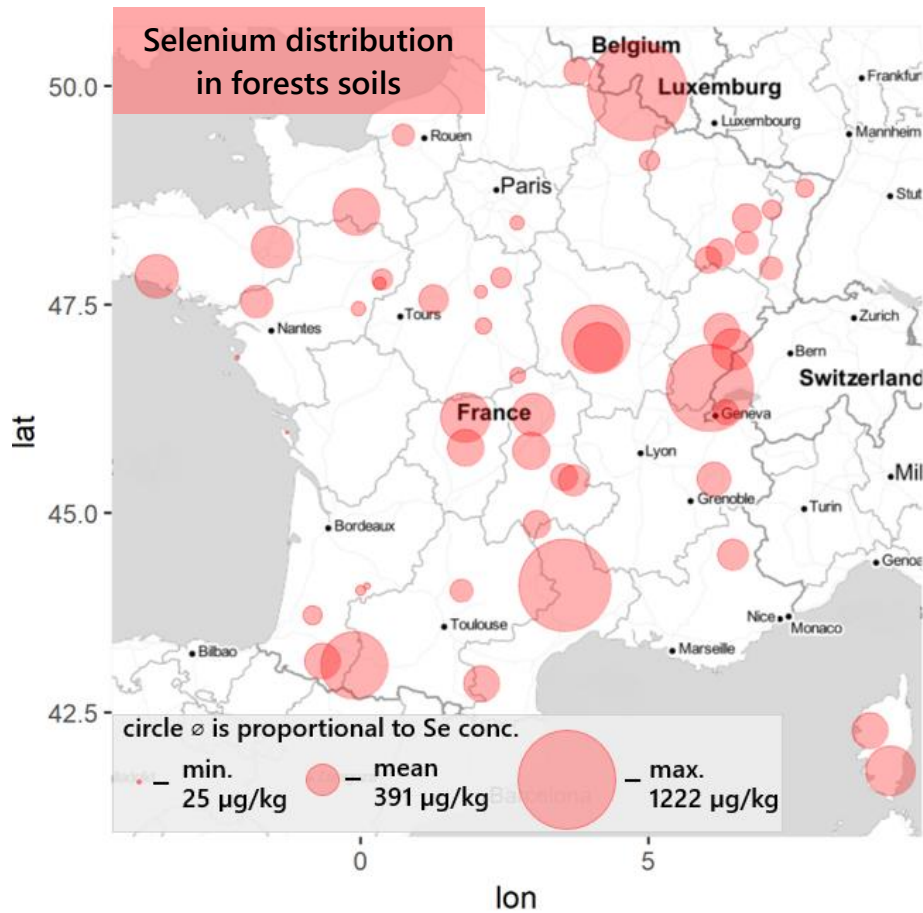 Selenium distribution
in forests soils
Belgium
50.0
Luxemburg
Frankfur
Rouen
Luxembourg
Mannheim
Paris
Stut
47.5
Tours
Nantes
Zurich
Bern
Switzerland
lat
France
Geneva
Lyon
Mil
45.0
Bordeaux
Grenoble
Turin
Genoa
Toulouse
Nice
Monaco
Bilbao
Marseille
42.5
circle ⌀ is proportional to Se conc.
– min.
25 µg/kg
– mean
391 µg/kg
– max.
1222 µg/kg
Barcelona
0
5
lon